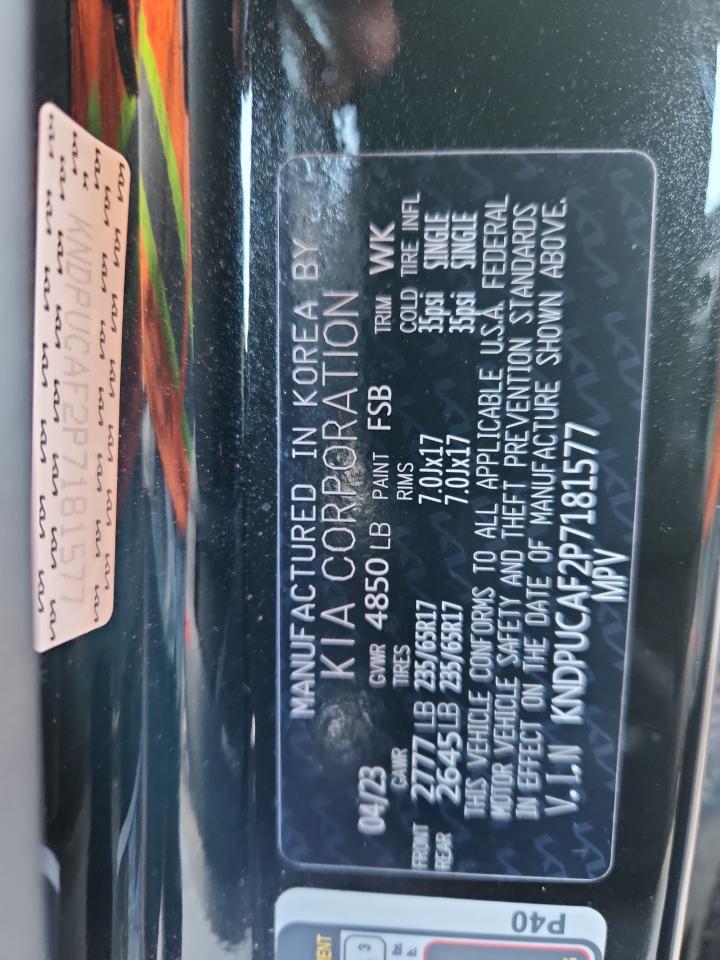 MANUFACTURED IN KOREA BY
KIA CORPORATION
04/23 GVWR 4850 LB PAINT FSB TRIM WK
GAWR TIRES RIMS COLD TIRE INFL
FRONT 2777 LB 235/65R17 7.0Jx17 35psi SINGLE
REAR 2645 LB 235/65R17 7.0Jx17 35psi SINGLE
THIS VEHICLE CONFORMS TO ALL APPLICABLE U.S.A. FEDERAL
MOTOR VEHICLE SAFETY AND THEFT PREVENTION STANDARDS
IN EFFECT ON THE DATE OF MANUFACTURE SHOWN ABOVE.
V.I.N KNDPUCAF2P7181577
MPV
KNDPUCAF2P7181577
P40